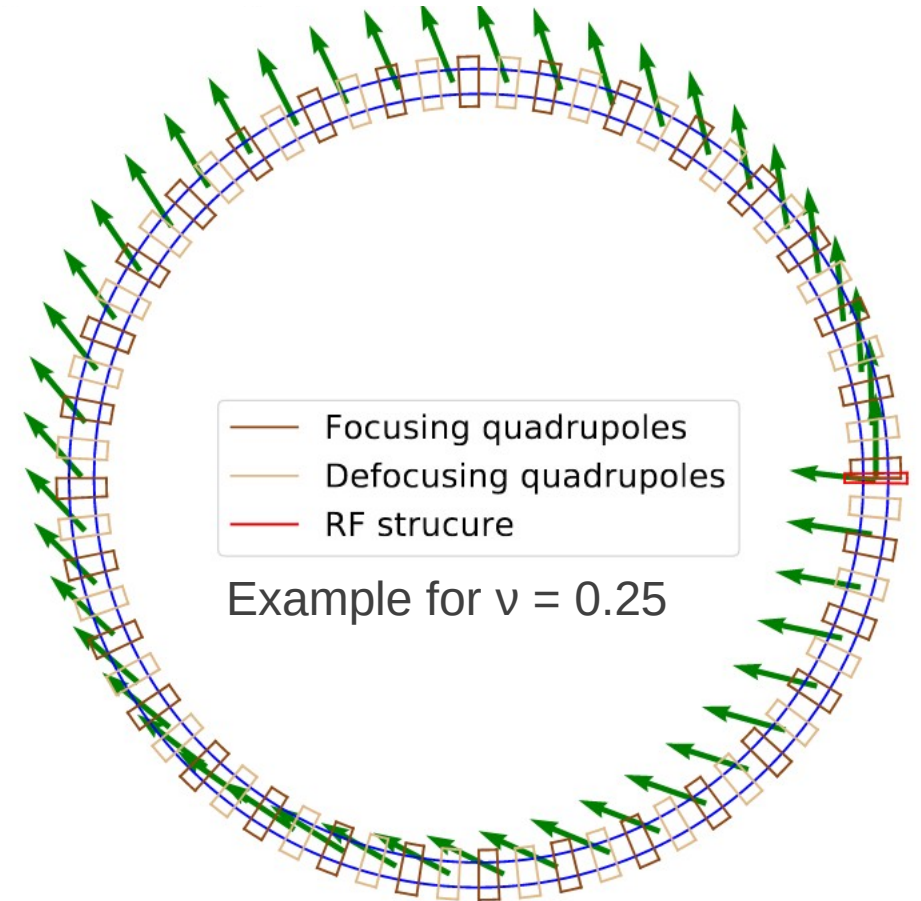 Focusing quadrupoles
Defocusing quadrupoles
RF strucure
Example for ν = 0.25